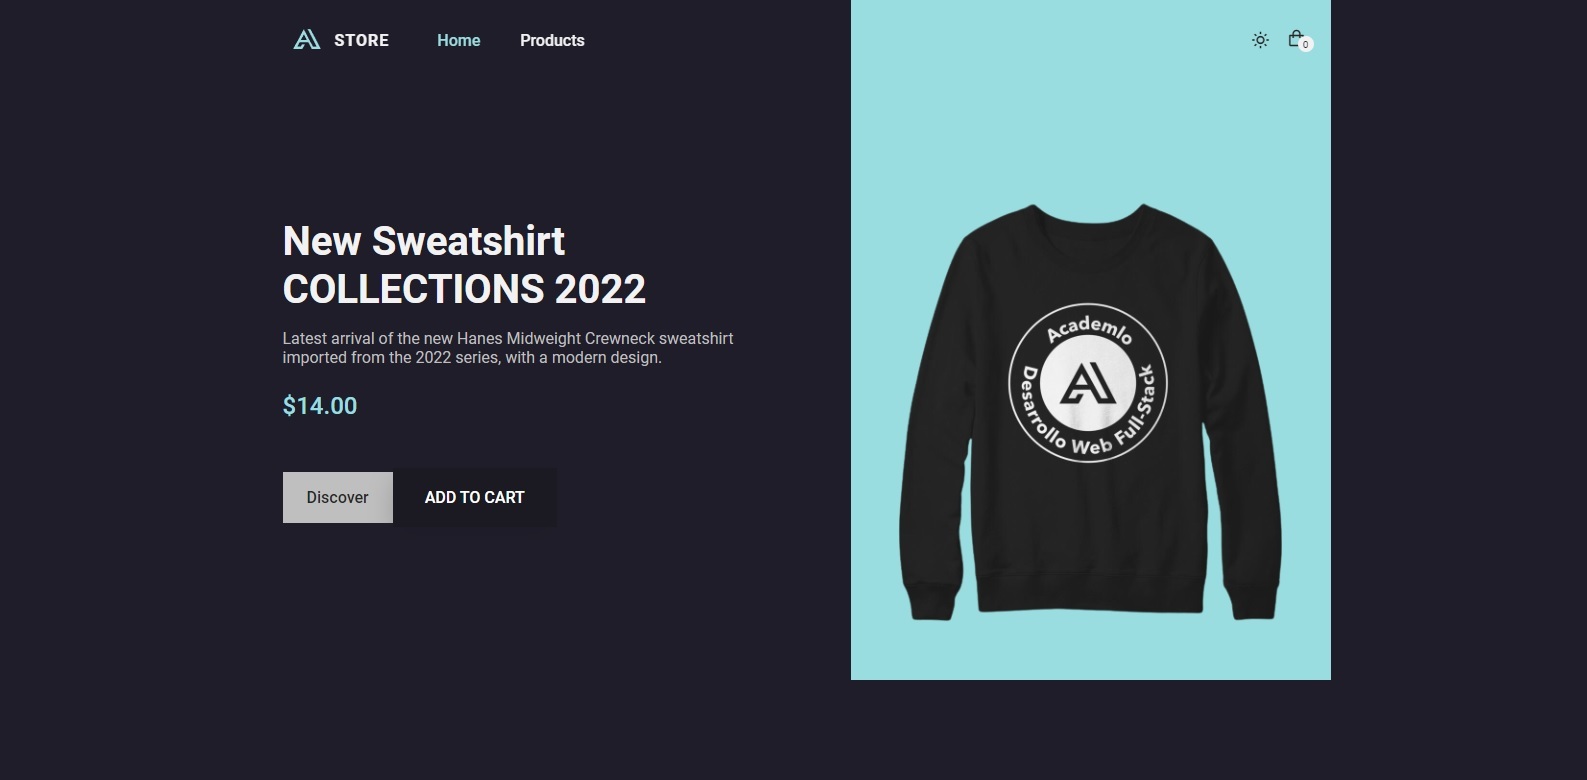 STORE
Home
Products
0
New Sweatshirt
COLLECTIONS 2022
Latest arrival of the new Hanes Midweight Crewneck sweatshirt
imported from the 2022 series, with a modern design.
$14.00
Discover
ADD TO CART
Academlo
Desarrollo Web Full-Stack